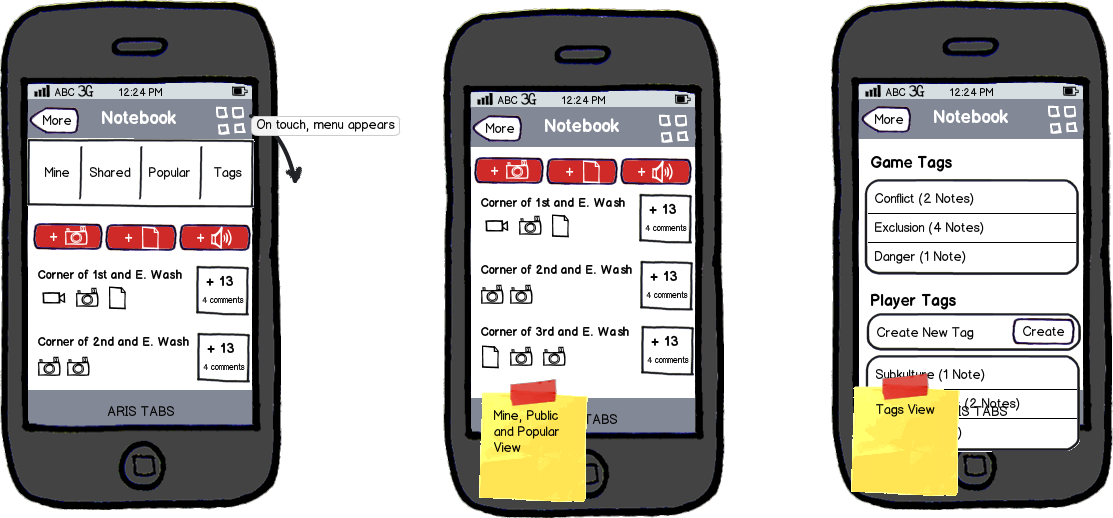 ABC 3G 12:24 PM
More Notebook
On touch, menu appears
Mine Shared Popular Tags
+ + +
Corner of 1st and E. Wash
+ 13
4 comments
Corner of 2nd and E. Wash
+ 13
4 comments
ARIS TABS
ABC 3G 12:24 PM
More Notebook
+ + +
Corner of 1st and E. Wash
+ 13
4 comments
Corner of 2nd and E. Wash
+ 13
4 comments
Corner of 3rd and E. Wash
+ 13
4 comments
TABS
Mine, Public
and Popular
View
ABC 3G 12:24 PM
More Notebook
Game Tags
Conflict (2 Notes)
Exclusion (4 Notes)
Danger (1 Note)
Player Tags
Create New Tag Create
Subkulture (1 Note)
(2 Notes)
IS TABS
)
Tags View